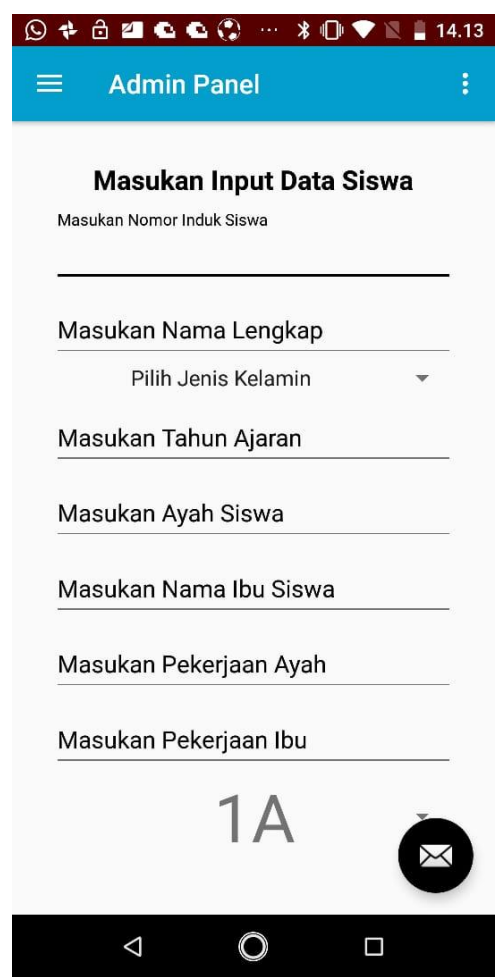 14.13
Admin Panel
Masukan Input Data Siswa
Masukan Nomor Induk Siswa
Masukan Nama Lengkap
Pilih Jenis Kelamin
Masukan Tahun Ajaran
Masukan Ayah Siswa
Masukan Nama Ibu Siswa
Masukan Pekerjaan Ayah
Masukan Pekerjaan Ibu
1A